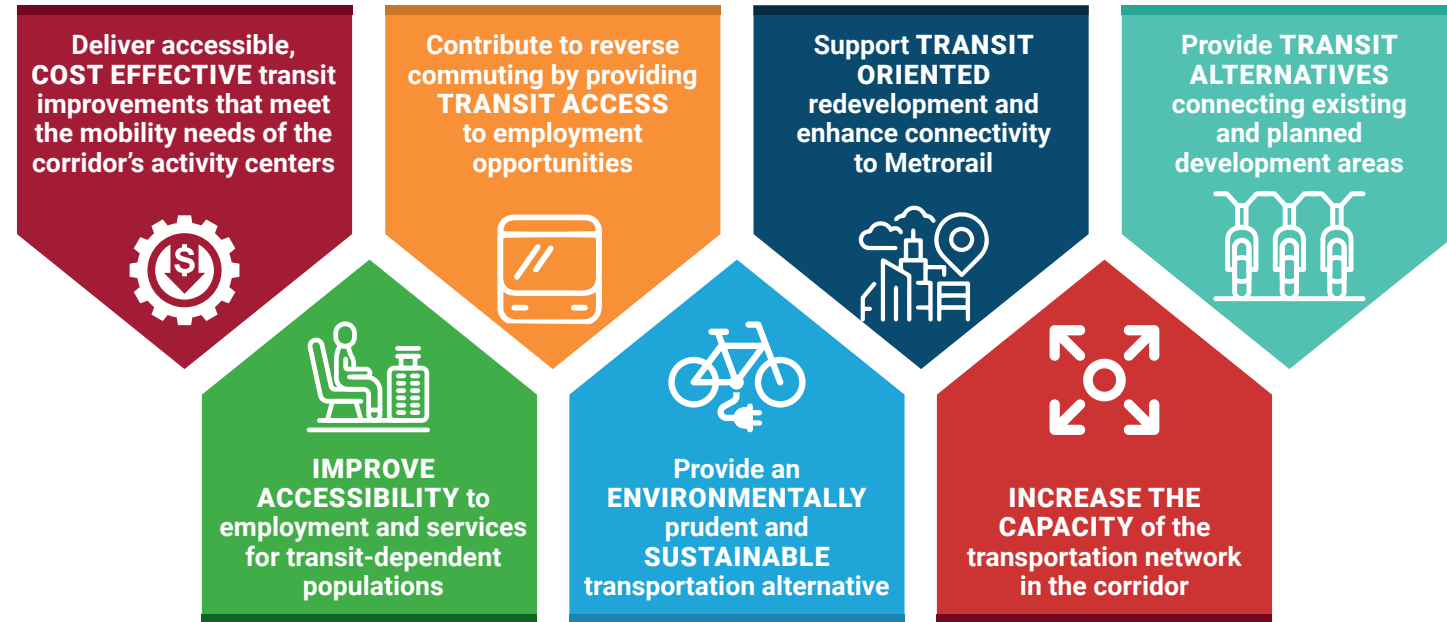 Deliver accessible,
COST EFFECTIVE transit
improvements that meet
the mobility needs of the
corridor’s activity centers
$
IMPROVE
ACCESSIBILITY to
employment and services
for transit-dependent
populations
Contribute to reverse
commuting by providing
TRANSIT ACCESS
to employment
opportunities
Provide an
ENVIRONMENTALLY
prudent and
SUSTAINABLE
transportation alternative
Support TRANSIT
ORIENTED
redevelopment and
enhance connectivity
to Metrorail
INCREASE THE
CAPACITY of the
transportation network
in the corridor
Provide TRANSIT
ALTERNATIVES
connecting existing
and planned
development areas